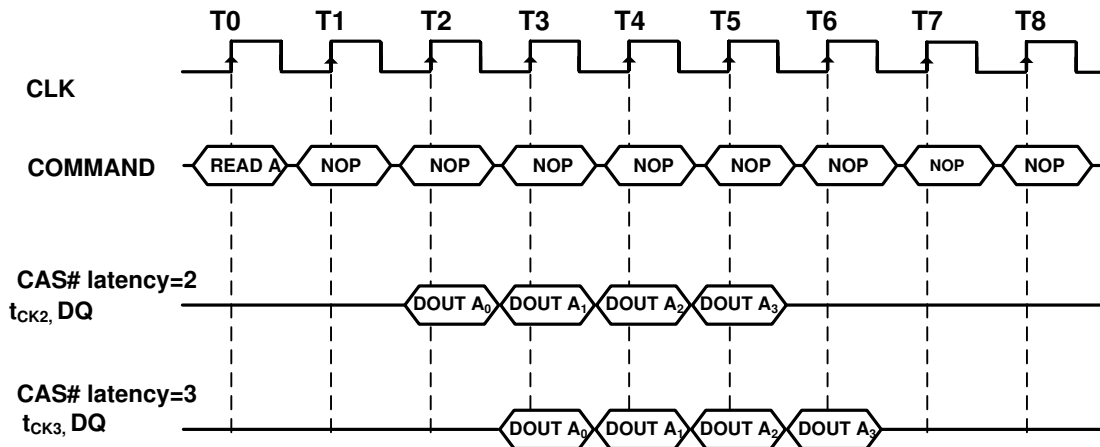 T0 T1 T2 T3 T4 T5 T6 T7 T8
CLK
COMMAND READ A NOP NOP NOP NOP NOP NOP NOP NOP
CAS# latency=2
tCK2, DQ DOUT A0 DOUT A1 DOUT A2 DOUT A3
CAS# latency=3
tCK3, DQ DOUT A0 DOUT A1 DOUT A2 DOUT A3